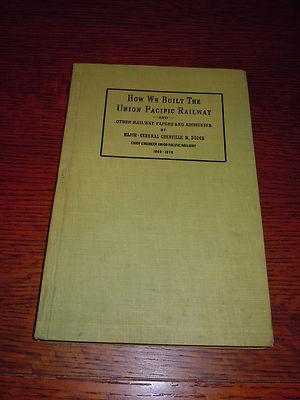 How We Built The
Union Pacific Railway
AND
OTHER RAILWAY PAPERS AND ADDRESSES
BY
MAJOR-GENERAL GRENVILLE M. DODGE
CHIEF ENGINEER UNION PACIFIC RAILWAY
1866-1870